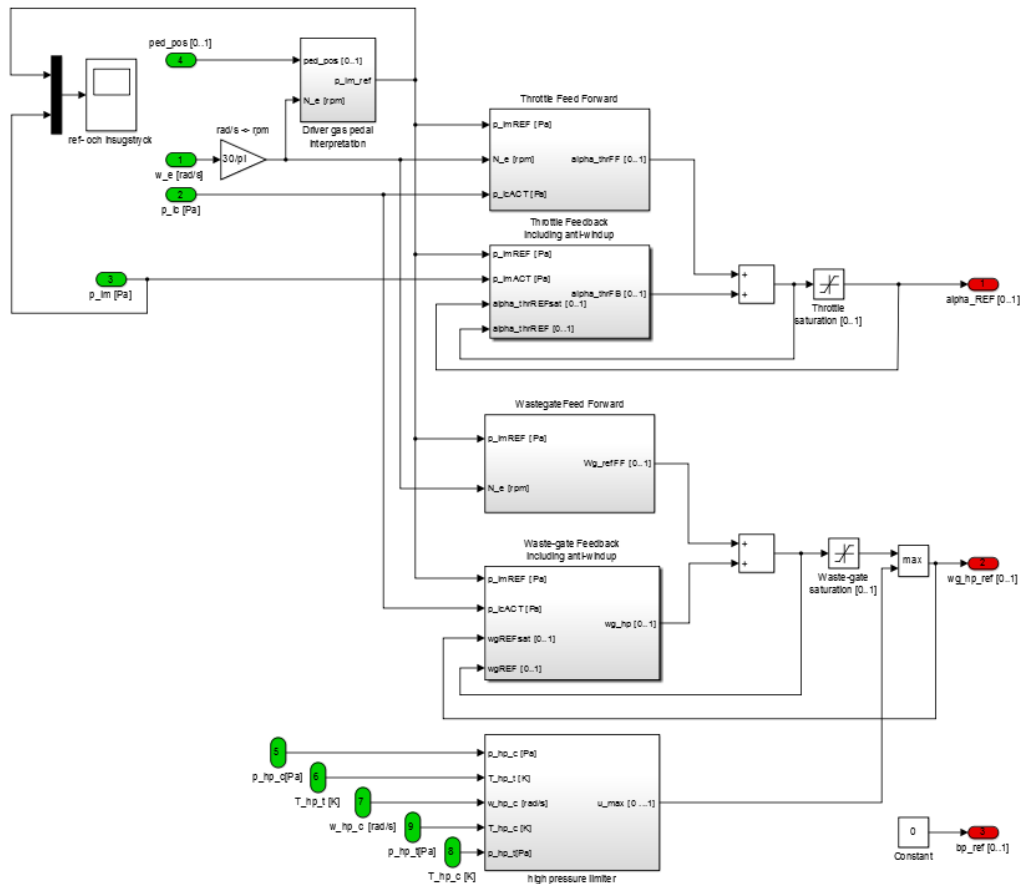 ped_pos [0..1]
4
ped_pos [0..1]
p_im_ref
N_e [rpm]
Driver gas pedal
Interpretation
ref- och insugstryck
rad/s -> rpm
30/pi
1
w_e [rad/s]
2
p_ic [Pa]
3
p_im [Pa]
Throttle Feed Forward
p_imREF [Pa]
N_e [rpm]
alpha_thrFF [0..1]
p_icACT [Pa]
Throttle Feedback
Including anti-windup
p_imREF [Pa]
p_imACT [Pa]
alpha_thrFB [0..1]
alpha_thrREFsat [0..1]
alpha_thrREF [0..1]
+
+
Throttle
saturation [0..1]
1
alpha_REF [0..1]
WastegateFeed Forward
p_imREF [Pa]
Wg_refFF [0..1]
N_e [rpm]
Waste-gate Feedback
Including anti-windup
p_imREF [Pa]
p_icACT [Pa]
wg_hp [0..1]
wgREFsat [0..1]
wgREF [0..1]
+
+
Waste-gate
saturation [0..1]
max
2
wg_hp_ref [0..1]
5
p_hp_c[Pa]
6
T_hp_t [K]
7
w_hp_c [rad/s]
9
p_hp_t[Pa]
8
T_hp_c [K]
p_hp_c [Pa]
T_hp_t [K]
w_hp_c [rad/s]
u_max [0 ...1]
T_hp_c [K]
p_hp_t[Pa]
high pressure limiter
0
Constant
3
bp_ref [0..1]